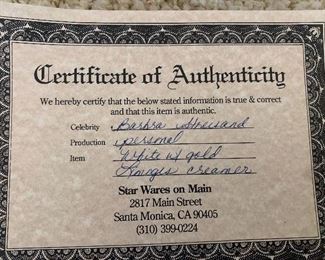 Certificate of Authenticity
We hereby certify that the below stated information is true & correct
and that this item is authentic.
Celebrity Barbra Streisand
Production personal
Item White w gold
Limoges creamer
Star Wares on Main
2817 Main Street
Santa Monica, CA 90405
(310) 399-0224